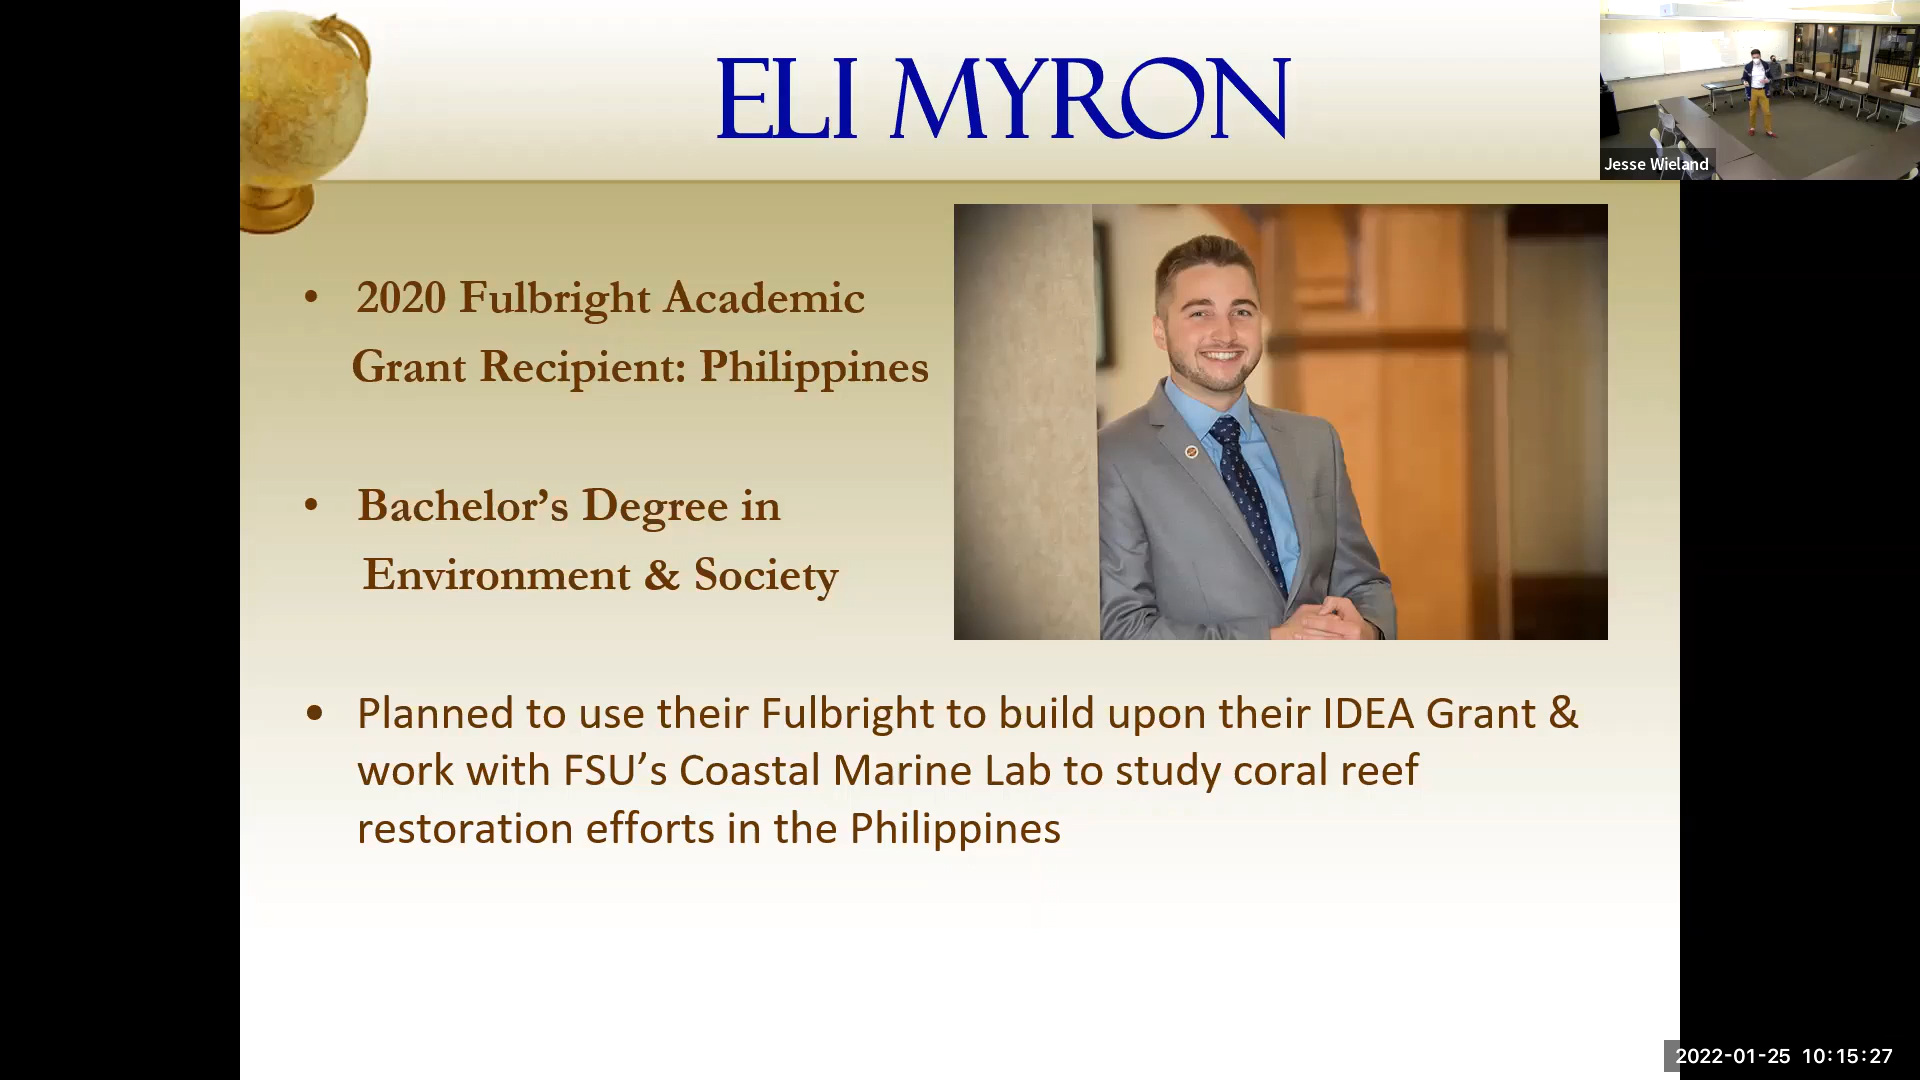 ELI MYRON
Jesse Wieland
• 2020 Fulbright Academic
Grant Recipient: Philippines
• Bachelor’s Degree in
Environment & Society
• Planned to use their Fulbright to build upon their IDEA Grant &
work with FSU’s Coastal Marine Lab to study coral reef
restoration efforts in the Philippines
2022-01-25 10:15:27